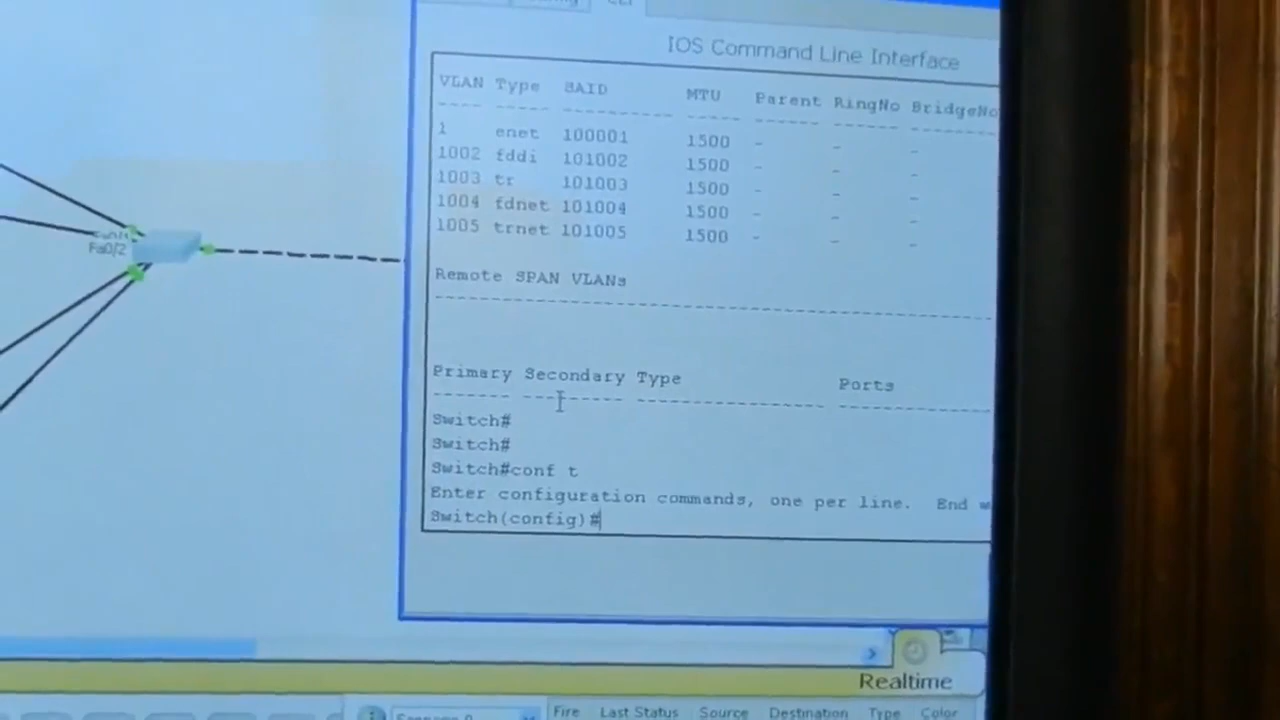 IOS Command Line Interface
VLAN Type SAID MTU Parent RingNo BridgeNo
---- ----- ---------- ----- ------ ------ --------
1 enet 100001 1500 - - -
1002 fddi 101002 1500 - - -
1003 tr 101003 1500 - - -
1004 fdnet 101004 1500 - - -
1005 trnet 101005 1500 - - -
Fa0/2
Remote SPAN VLANs
------------------------------------------------
Primary Secondary Type Ports
------- --------- ----------------- ------------
Switch#
Switch#
Switch#conf t
Enter configuration commands, one per line. End
Switch(config)#
Realtime
Fire Last Status Source Destination Type Color